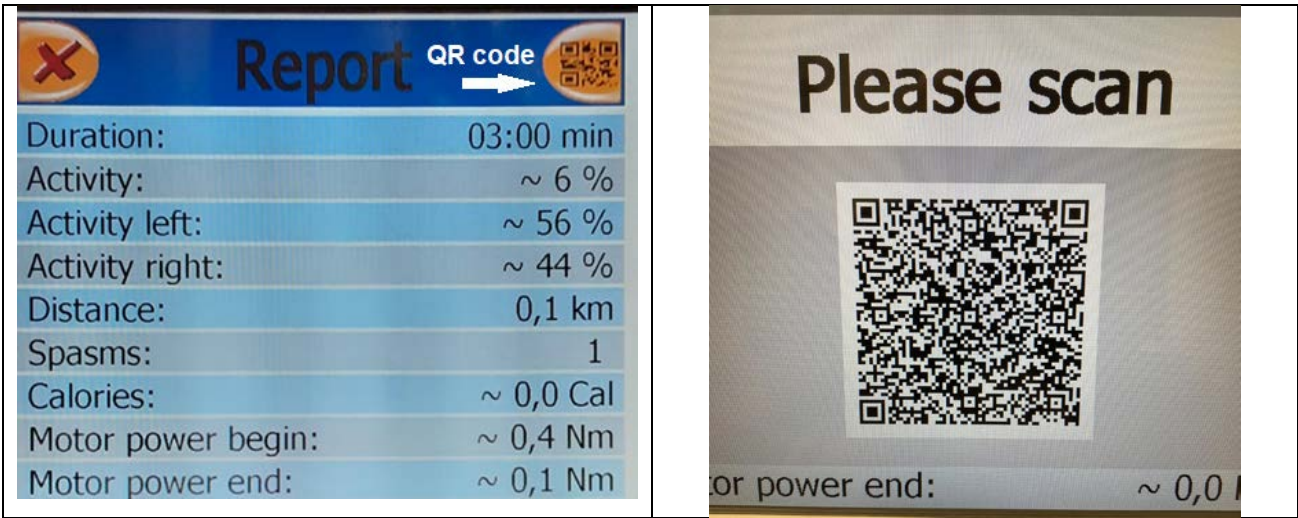 Report
QR code
Duration: 03:00 min
Activity: ~ 6 %
Activity left: ~ 56 %
Activity right: ~ 44 %
Distance: 0,1 km
Spasms: 1
Calories: ~ 0,0 Cal
Motor power begin: ~ 0,4 Nm
Motor power end: ~ 0,1 Nm
Please scan
tor power end: ~ 0,0